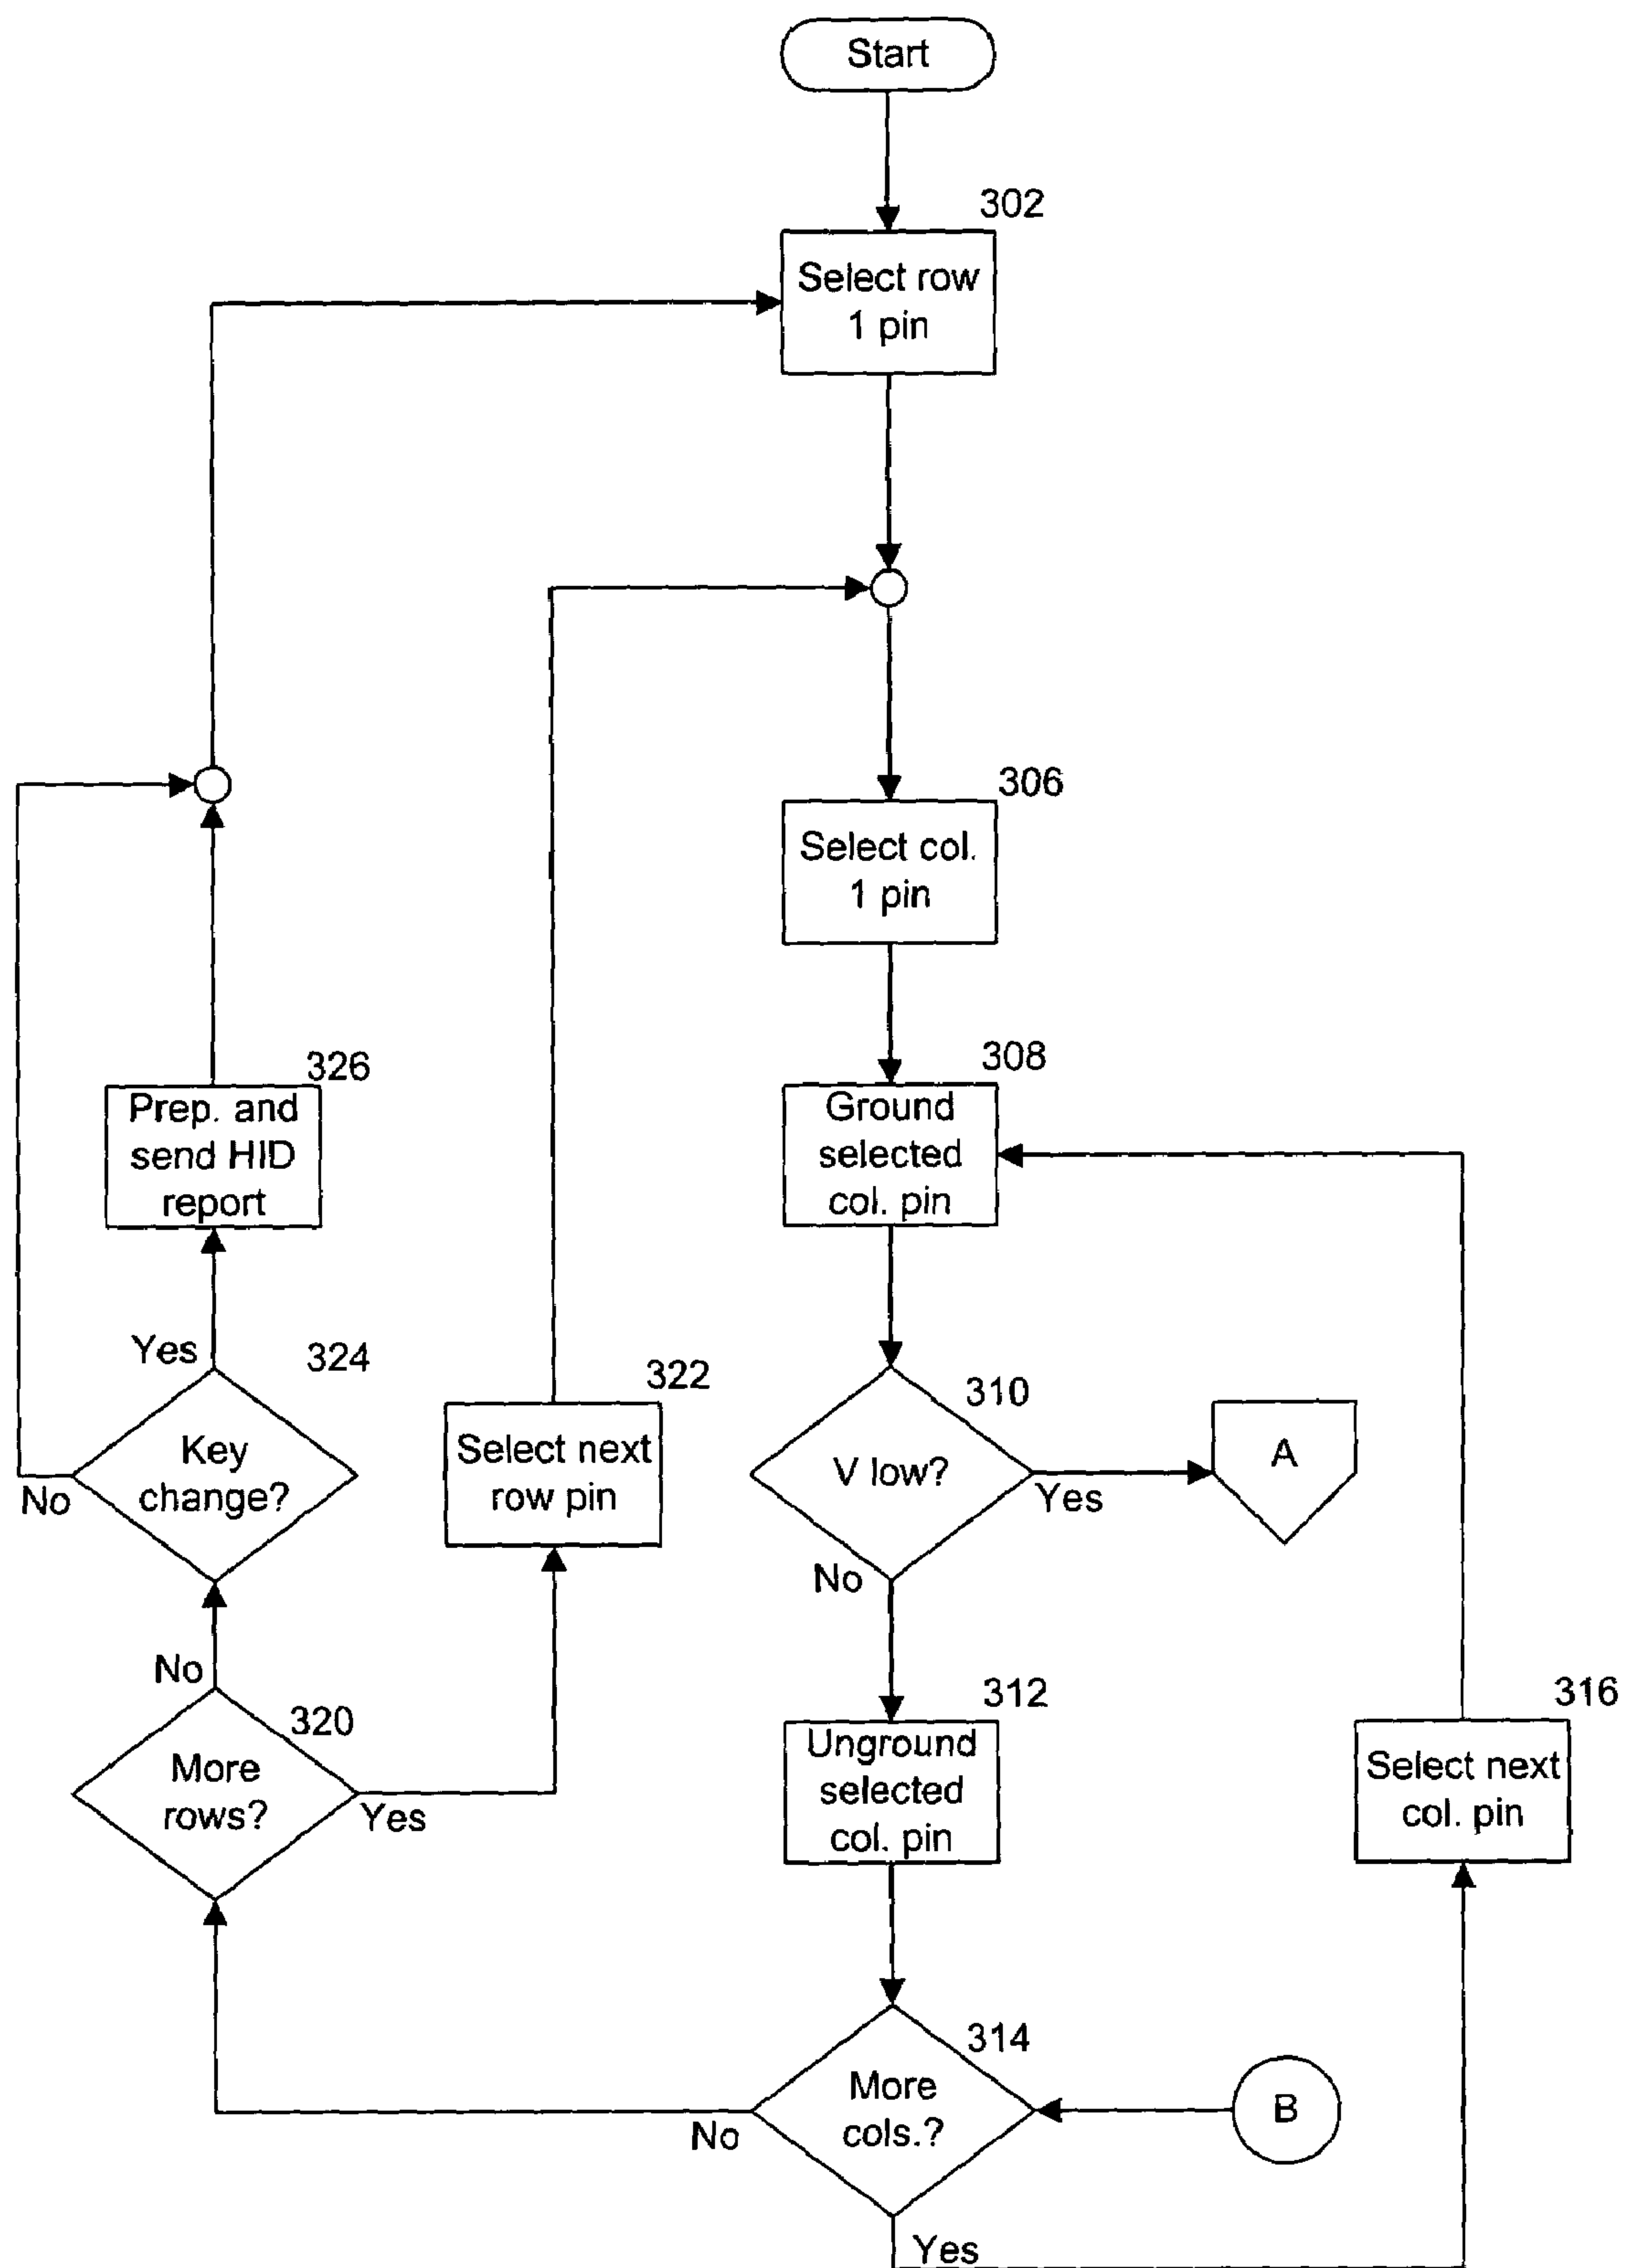 Start
302
Select row
1 pin
306
Select col.
1 pin
326
Prep. and
send HID
report
308
Ground
selected
col. pin
Yes
324
Key
change?
No
322
Select next
row pin
310
V low?
Yes
No
A
No
320
More
rows?
Yes
312
Unground
selected
col. pin
316
Select next
col. pin
314
More
cols.?
No
B
Yes